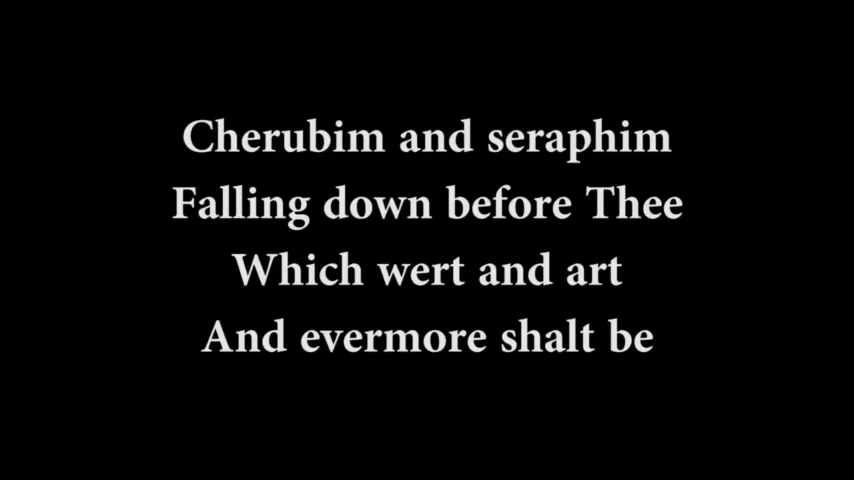 Cherubim and seraphim
Falling down before Thee
Which wert and art
And evermore shalt be